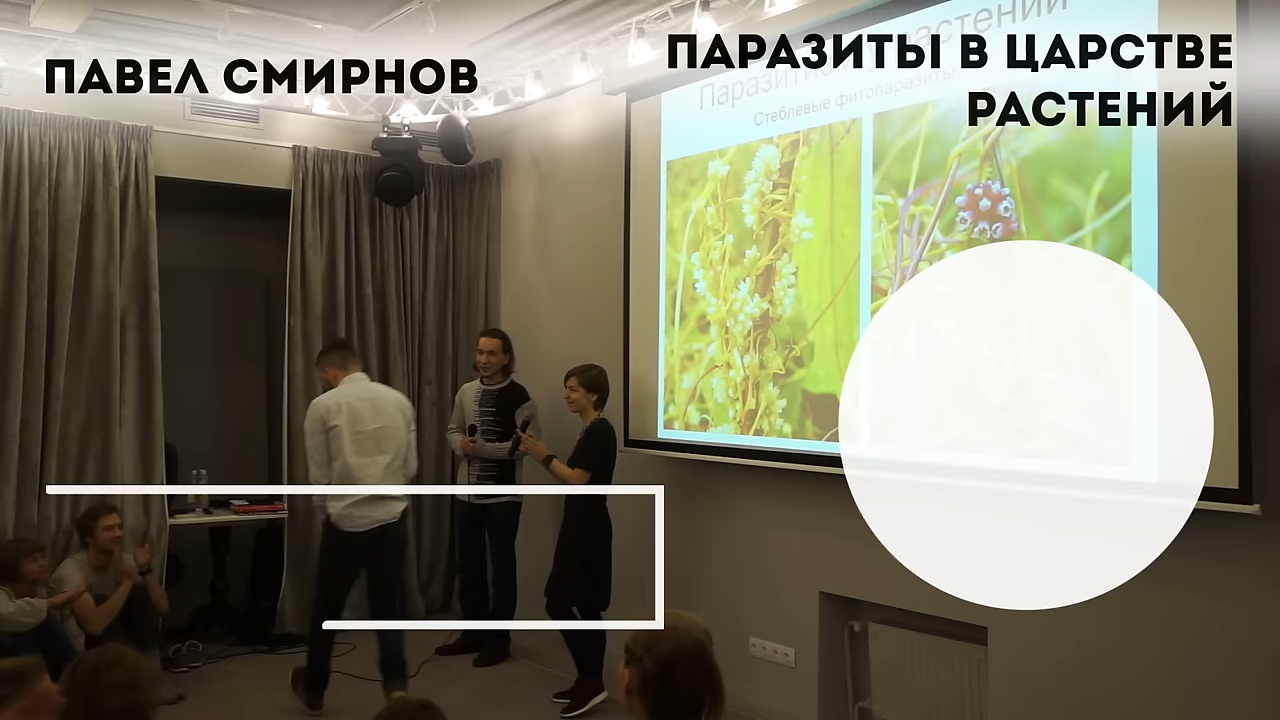 ПАВЕЛ СМИРНОВ
ПАРАЗИТЫ В ЦАРСТВЕ
РАСТЕНИЙ
Стеблевые фитопаразиты